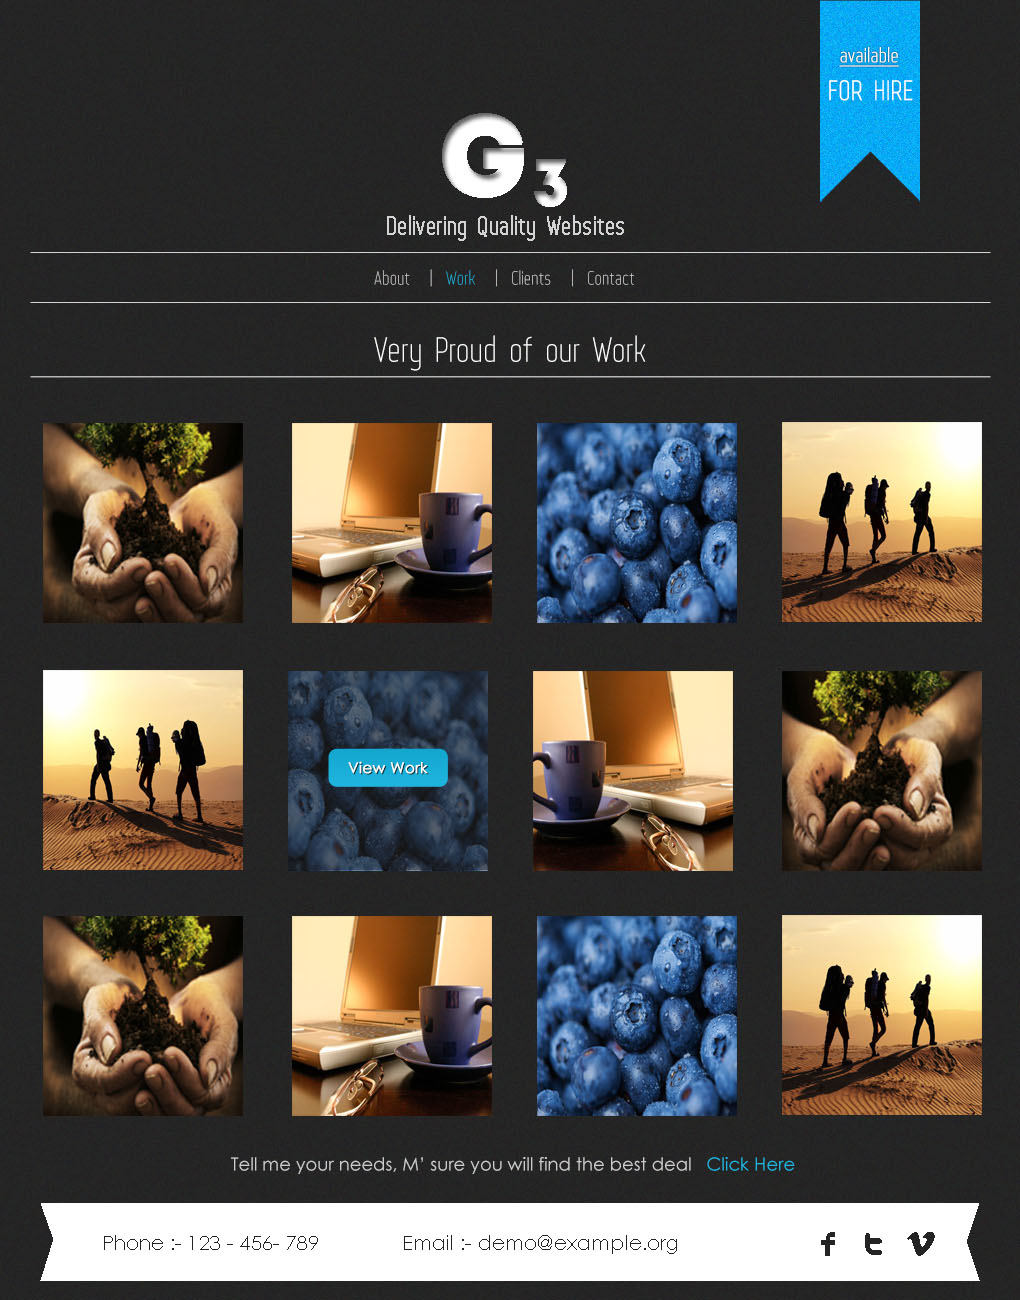 available
FOR HIRE
G3
Delivering Quality Websites
About | Work | Clients | Contact
Very Proud of our Work
View Work
Tell me your needs, M' sure you will find the best deal Click Here
Phone :- 123 - 456- 789 Email :- demo@example.org